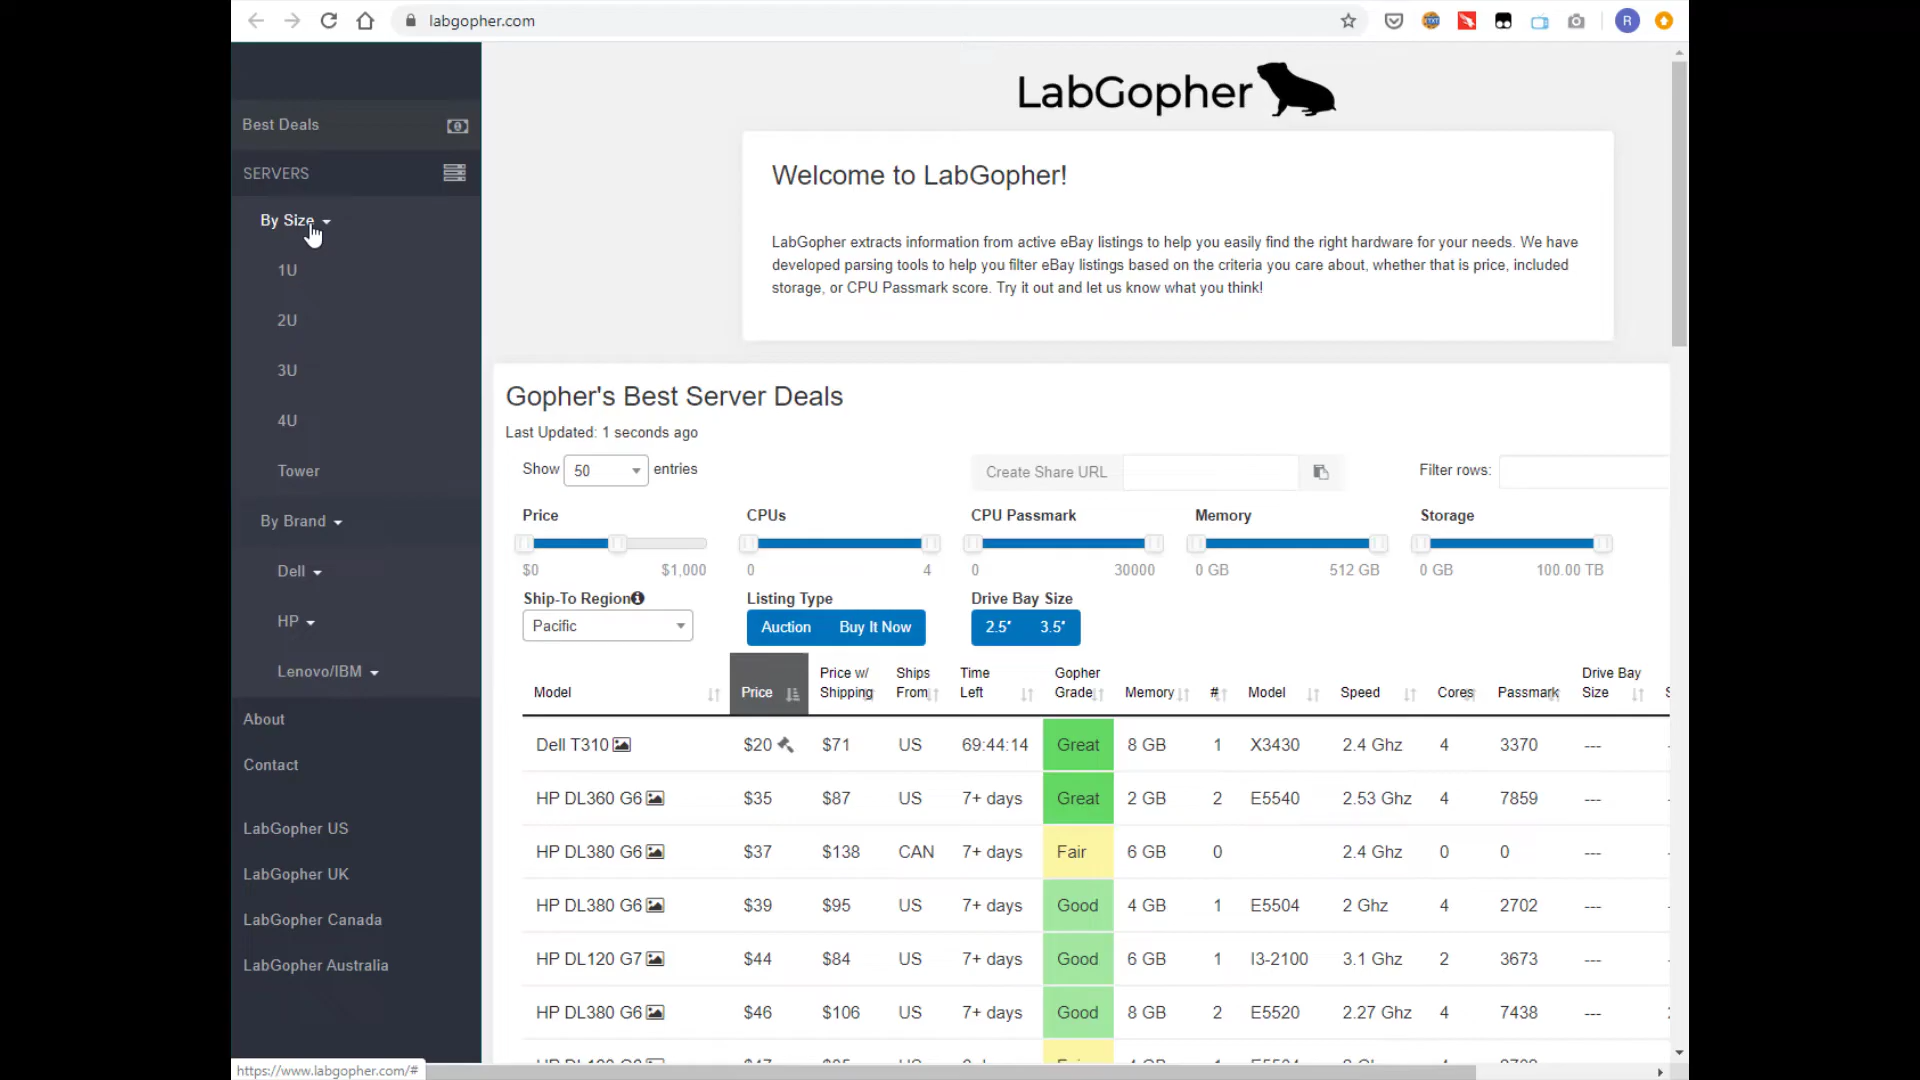 labgopher.com
R
Best Deals
SERVERS
By Size
1U
2U
3U
4U
Tower
By Brand
Dell
HP
Lenovo/IBM
About
Contact
LabGopher US
LabGopher UK
LabGopher Canada
LabGopher Australia
https://www.labgopher.com/#
LabGopher
Welcome to LabGopher!
LabGopher extracts information from active eBay listings to help you easily find the right hardware for your needs. We have
developed parsing tools to help you filter eBay listings based on the criteria you care about, whether that is price, included
storage, or CPU Passmark score. Try it out and let us know what you think!
Gopher's Best Server Deals
Last Updated: 1 seconds ago
Show 50 entries Create Share URL Filter rows:
Price CPUs CPU Passmark Memory Storage
$0 $1,000 0 4 0 30000 0 GB 512 GB 0 GB 100.00 TB
Ship-To Region Listing Type Drive Bay Size
Pacific Auction Buy It Now 2.5" 3.5"
Model Price Price w/ Shipping Ships From Time Left Gopher Grade Memory # Model Speed Cores Passmark Drive Bay Size
Dell T310 $20 $71 US 69:44:14 Great 8 GB 1 X3430 2.4 Ghz 4 3370 ---
HP DL360 G6 $35 $87 US 7+ days Great 2 GB 2 E5540 2.53 Ghz 4 7859 ---
HP DL380 G6 $37 $138 CAN 7+ days Fair 6 GB 0 2.4 Ghz 0 0 ---
HP DL380 G6 $39 $95 US 7+ days Good 4 GB 1 E5504 2 Ghz 4 2702 ---
HP DL120 G7 $44 $84 US 7+ days Good 6 GB 1 I3-2100 3.1 Ghz 2 3673 ---
HP DL380 G6 $46 $106 US 7+ days Good 8 GB 2 E5520 2.27 Ghz 4 7438 ---